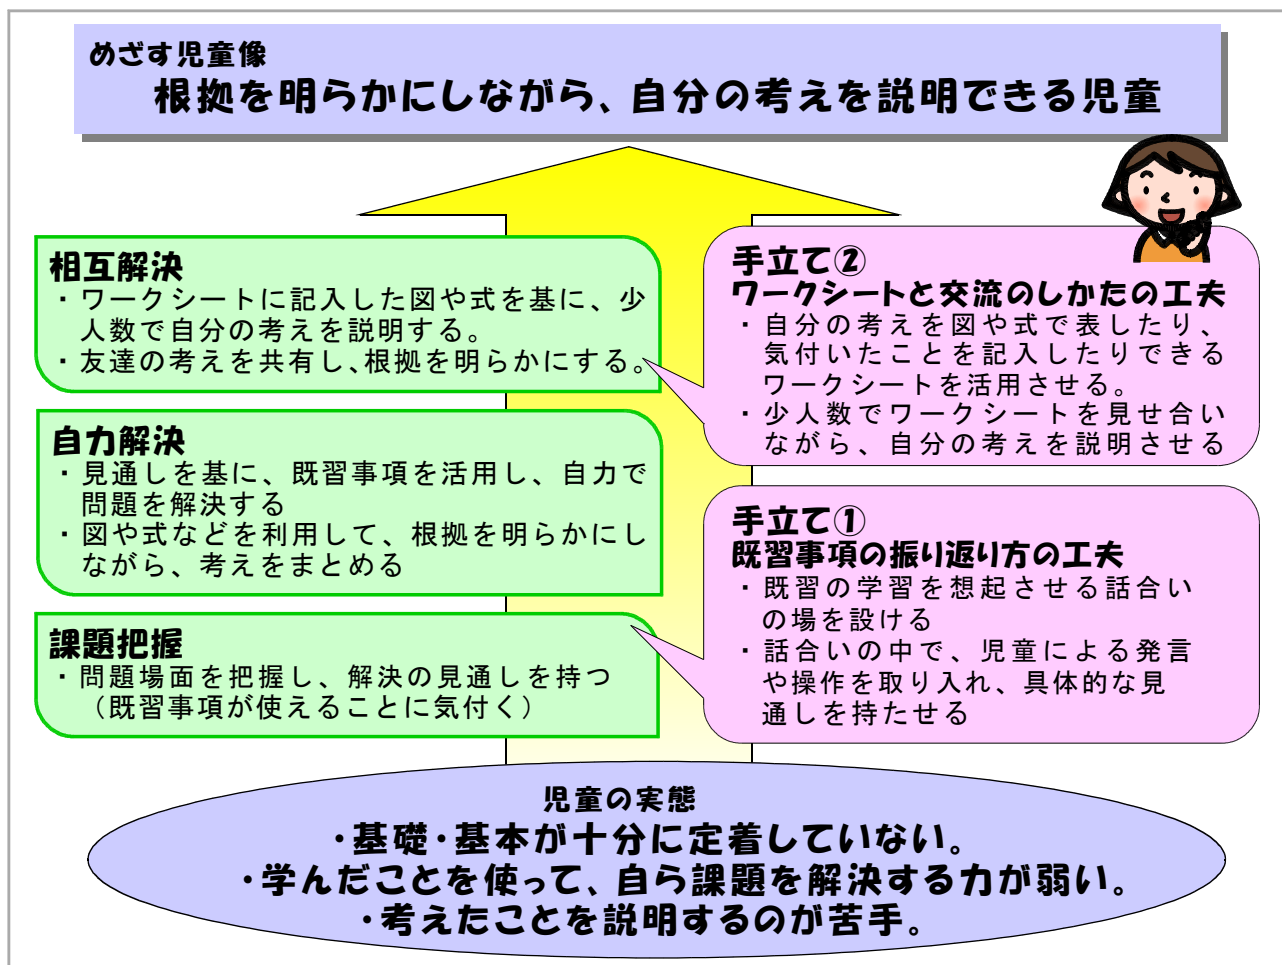 めざす児童像
根拠を明らかにしながら、自分の考えを説明できる児童
相互解決
・ワークシートに記入した図や式を基に、少
人数で自分の考えを説明する。
・友達の考えを共有し、根拠を明らかにする。
手立て②
ワークシートと交流のしかたの工夫
・自分の考えを図や式で表したり、
気付いたことを記入したりできる
ワークシートを活用させる。
・少人数でワークシートを見せ合い
ながら、自分の考えを説明させる
自力解決
・見通しを基に、既習事項を活用し、自力で
問題を解決する
・図や式などを利用して、根拠を明らかにし
ながら、考えをまとめる
手立て①
既習事項の振り返り方の工夫
・既習の学習を想起させる話合い
の場を設ける
・話合いの中で、児童による発言
や操作を取り入れ、具体的な見
通しを持たせる
課題把握
・問題場面を把握し、解決の見通しを持つ
（既習事項が使えることに気付く）
児童の実態
・基礎・基本が十分に定着していない。
・学んだことを使って、自ら課題を解決する力が弱い。
・考えたことを説明するのが苦手。